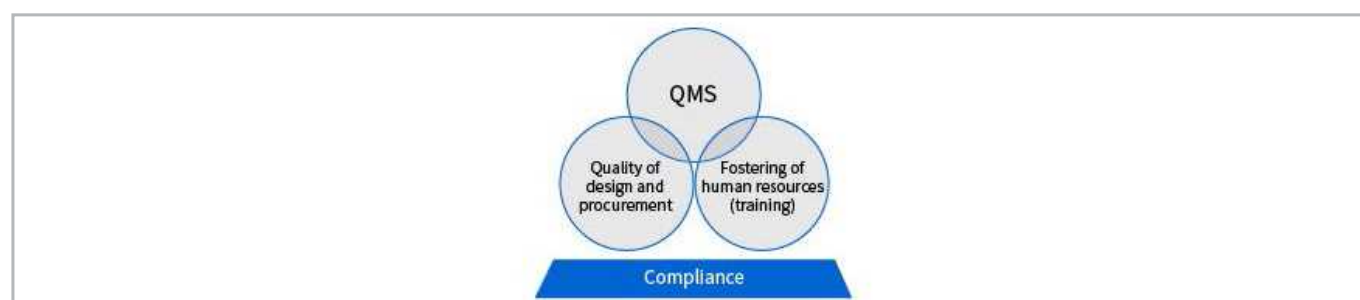 QMS
Quality of
design and
procurement
Fostering of
human resources
(training)
Compliance